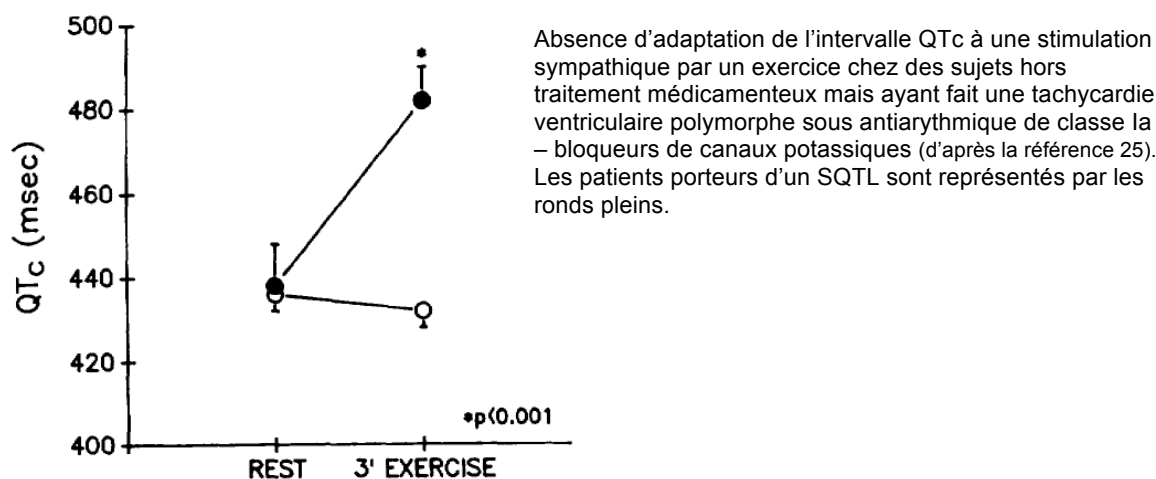 500
480
460
440
420
400
QTc (msec)
*
*p<0.001
REST 3' EXERCISE
Absence d’adaptation de l’intervalle QTc à une stimulation
sympathique par un exercice chez des sujets hors
traitement médicamenteux mais ayant fait une tachycardie
ventriculaire polymorphe sous antiarythmique de classe Ia
– bloqueurs de canaux potassiques (d’après la référence 25).
Les patients porteurs d’un SQTL sont représentés par les
ronds pleins.